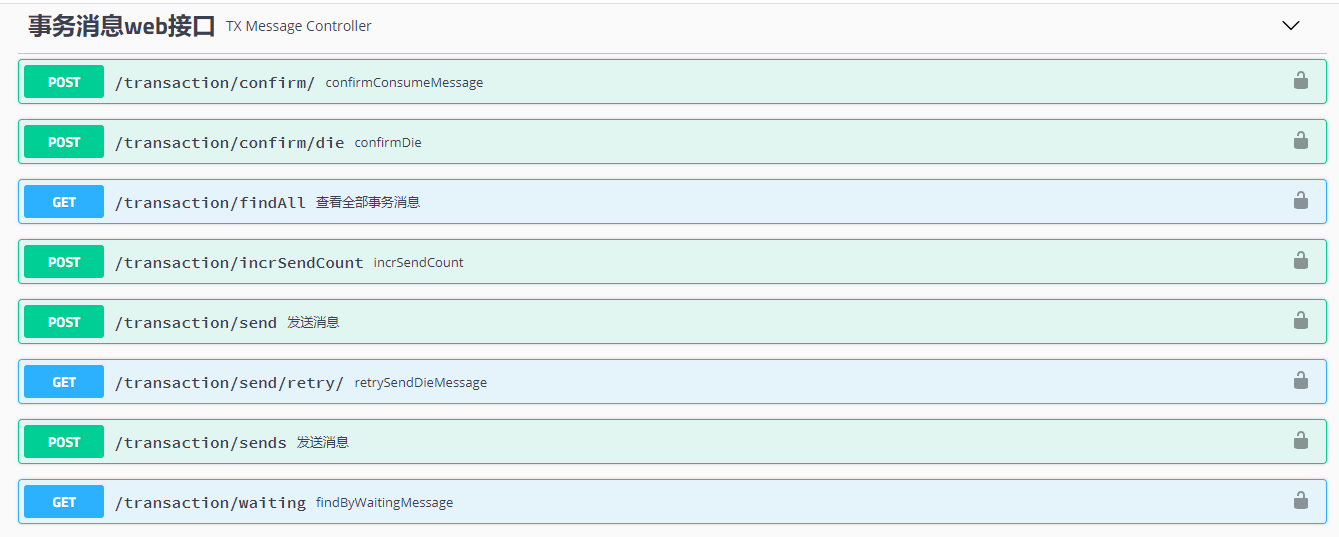 事务消息web接口 TX Message Controller
POST /transaction/confirm/ confirmConsumeMessage
POST /transaction/confirm/die confirmDie
GET /transaction/findAll 查看全部事务消息
POST /transaction/incrSendCount incrSendCount
POST /transaction/send 发送消息
GET /transaction/send/retry/ retrySendDieMessage
POST /transaction/sends 发送消息
GET /transaction/waiting findByWaitingMessage